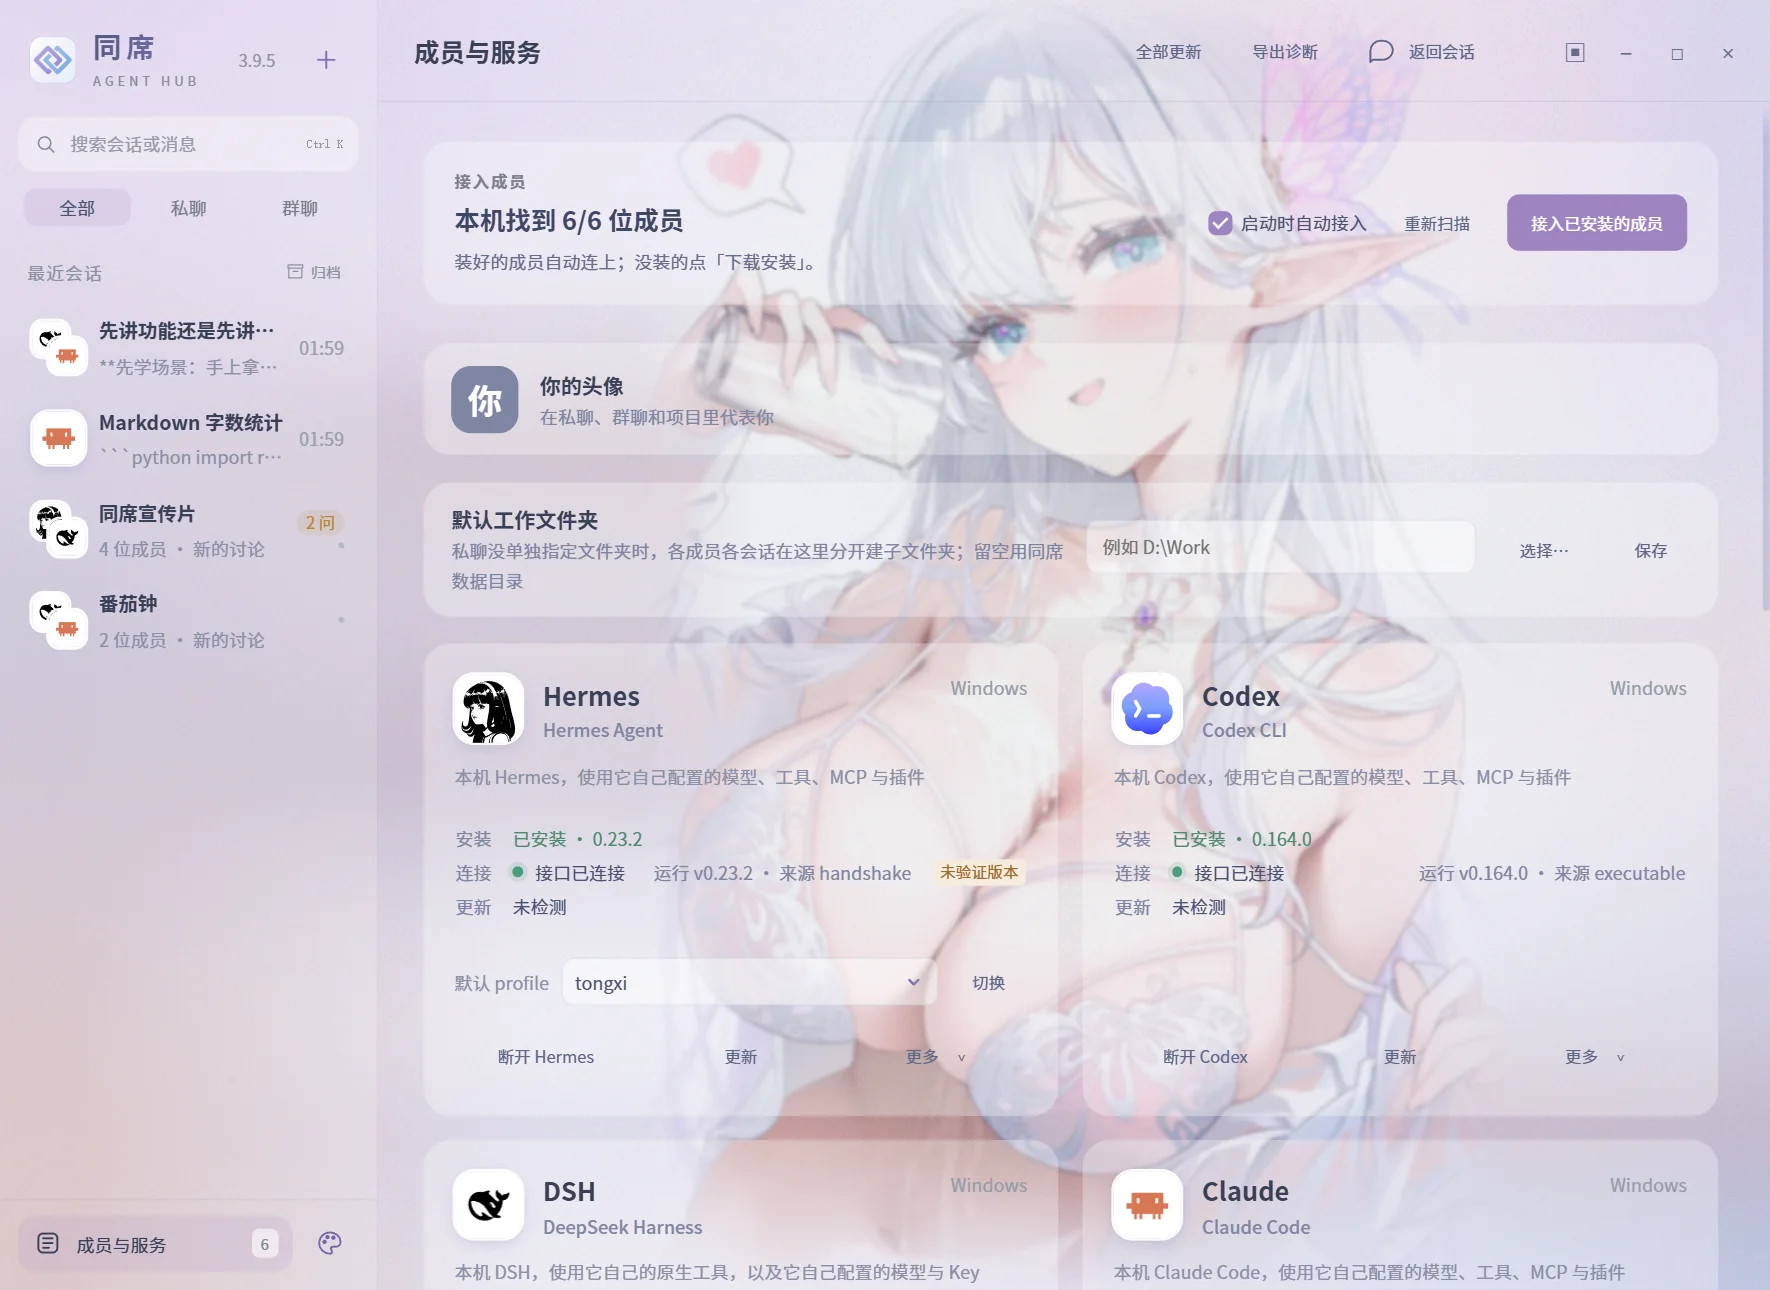 同席
AGENT HUB
3.9.5
搜索会话或消息
Ctrl K
全部
私聊
群聊
最近会话
归档
先讲功能还是先讲…
**先学场景：手上拿…
01:59
Markdown 字数统计
```python import r…
01:59
同席宣传片
4 位成员 · 新的讨论
2 问
番茄钟
2 位成员 · 新的讨论
成员与服务
6
成员与服务
全部更新
导出诊断
返回会话
接入成员
本机找到 6/6 位成员
装好的成员自动连上；没装的点「下载安装」。
启动时自动接入
重新扫描
接入已安装的成员
你
你的头像
在私聊、群聊和项目里代表你
默认工作文件夹
私聊没单独指定文件夹时，各成员各会话在这里分开建子文件夹；留空用同席
数据目录
例如 D:\Work
选择…
保存
Hermes
Hermes Agent
Windows
本机 Hermes，使用它自己配置的模型、工具、MCP 与插件
安装 已安装 · 0.23.2
连接 接口已连接 运行 v0.23.2 · 来源 handshake 未验证版本
更新 未检测
默认 profile tongxi 切换
断开 Hermes 更新 更多 v
Codex
Codex CLI
Windows
本机 Codex，使用它自己配置的模型、工具、MCP 与插件
安装 已安装 · 0.164.0
连接 接口已连接 运行 v0.164.0 · 来源 executable
更新 未检测
断开 Codex 更新 更多 v
DSH
DeepSeek Harness
Windows
本机 DSH，使用它自己的原生工具，以及它自己配置的模型与 Key
Claude
Claude Code
Windows
本机 Claude Code，使用它自己配置的模型、工具、MCP 与插件